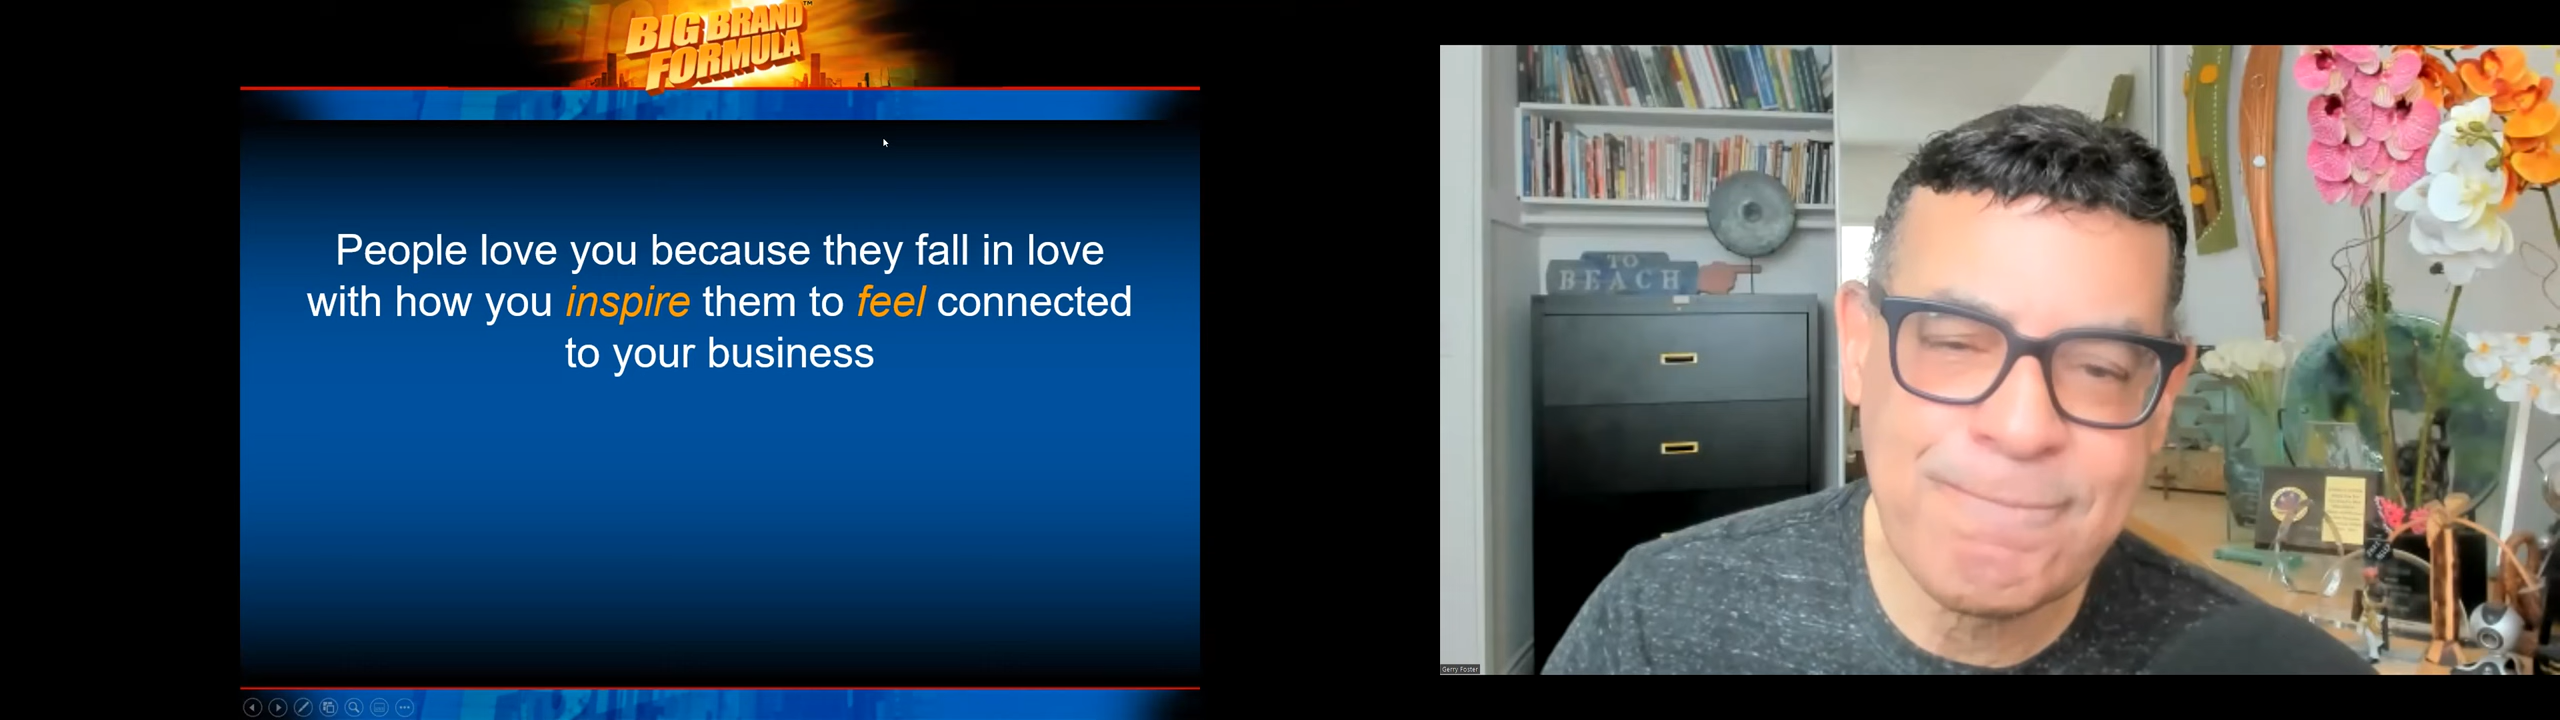 BIG BRAND
FORMULA™
People love you because they fall in love
with how you inspire them to feel connected
to your business
TO
BEACH
Gerry Foster